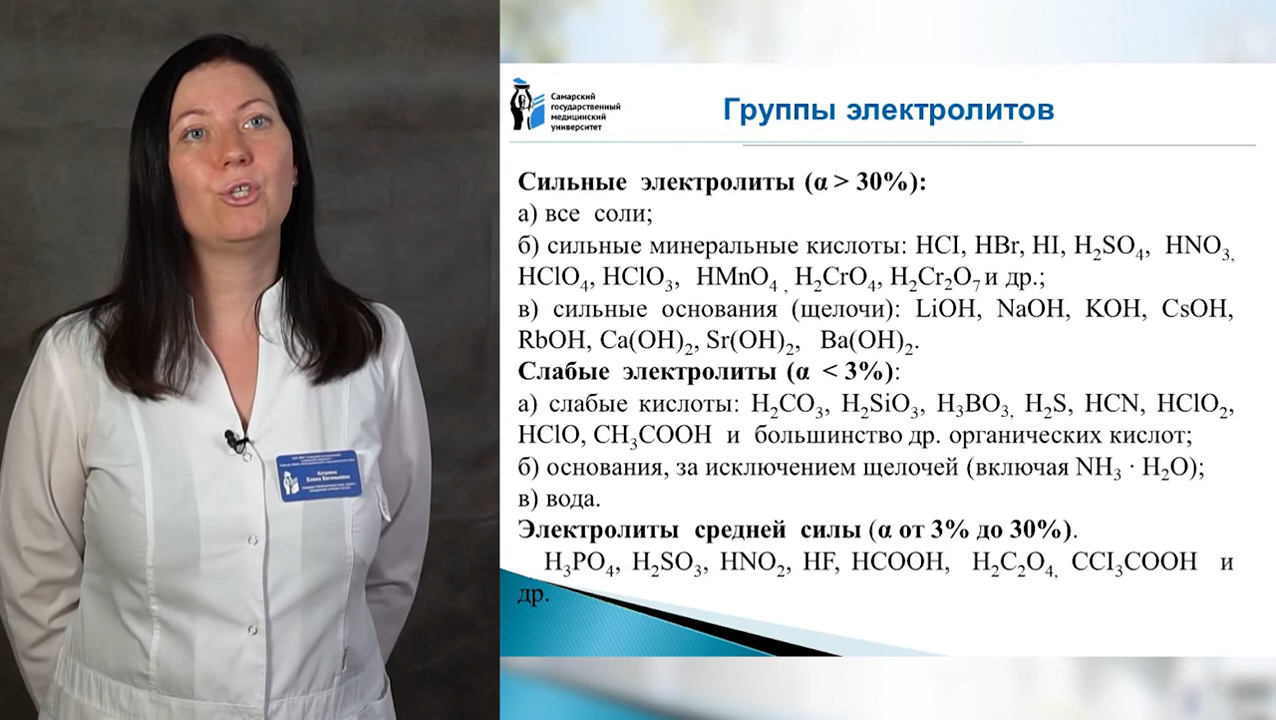 Самарский
государственный
медицинский
университет
Группы электролитов
Сильные электролиты (α > 30%):
а) все соли;
б) сильные минеральные кислоты: HCl, HBr, HI, H₂SO₄, HNO₃,
HClO₄, HClO₃, HMnO₄ , H₂CrO₄, H₂Cr₂O₇ и др.;
в) сильные основания (щелочи): LiOH, NaOH, KOH, CsOH,
RbOH, Ca(OH)₂, Sr(OH)₂, Ba(OH)₂.
Слабые электролиты (α < 3%):
а) слабые кислоты: H₂CO₃, H₂SiO₃, H₃BO₃, H₂S, HCN, HClO₂,
HClO, CH₃COOH и большинство др. органических кислот;
б) основания, за исключением щелочей (включая NH₃ · H₂O);
в) вода.
Электролиты средней силы (α от 3% до 30%).
H₃PO₄, H₂SO₃, HNO₂, HF, HCOOH, H₂C₂O₄, CCl₃COOH и
др.